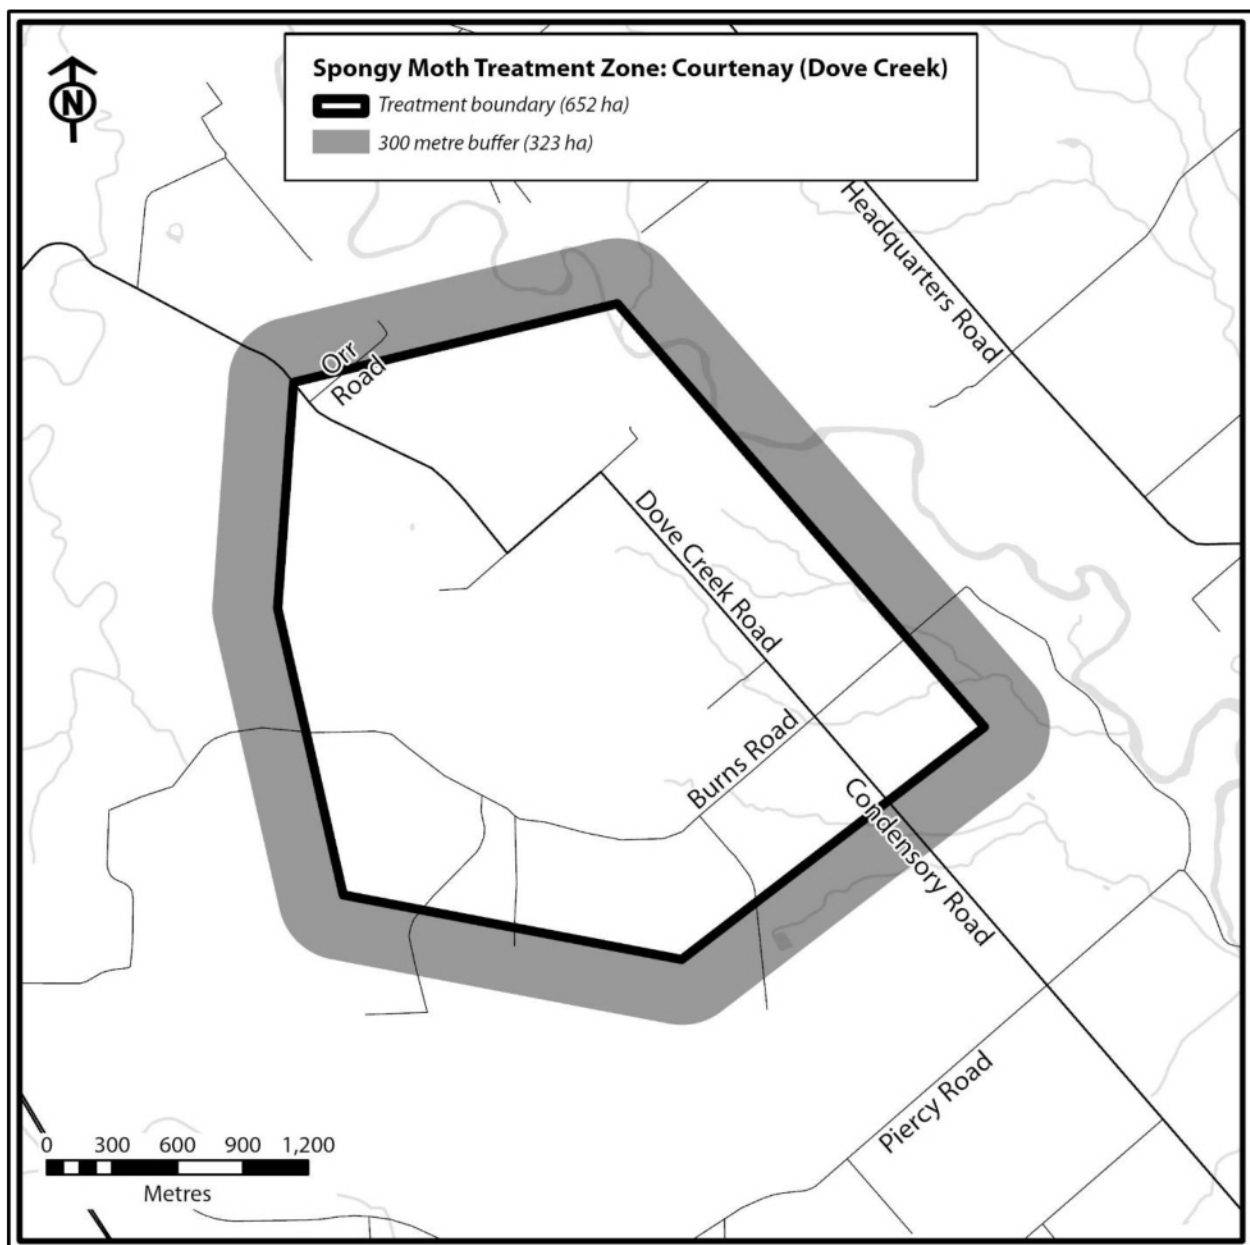 Spongy Moth Treatment Zone: Courtenay (Dove Creek)
Treatment boundary (652 ha)
300 metre buffer (323 ha)
N
Headquarters Road
Orr
Road
Dove Creek Road
Burns Road
Condensory Road
Piercy Road
0 300 600 900 1,200
Metres